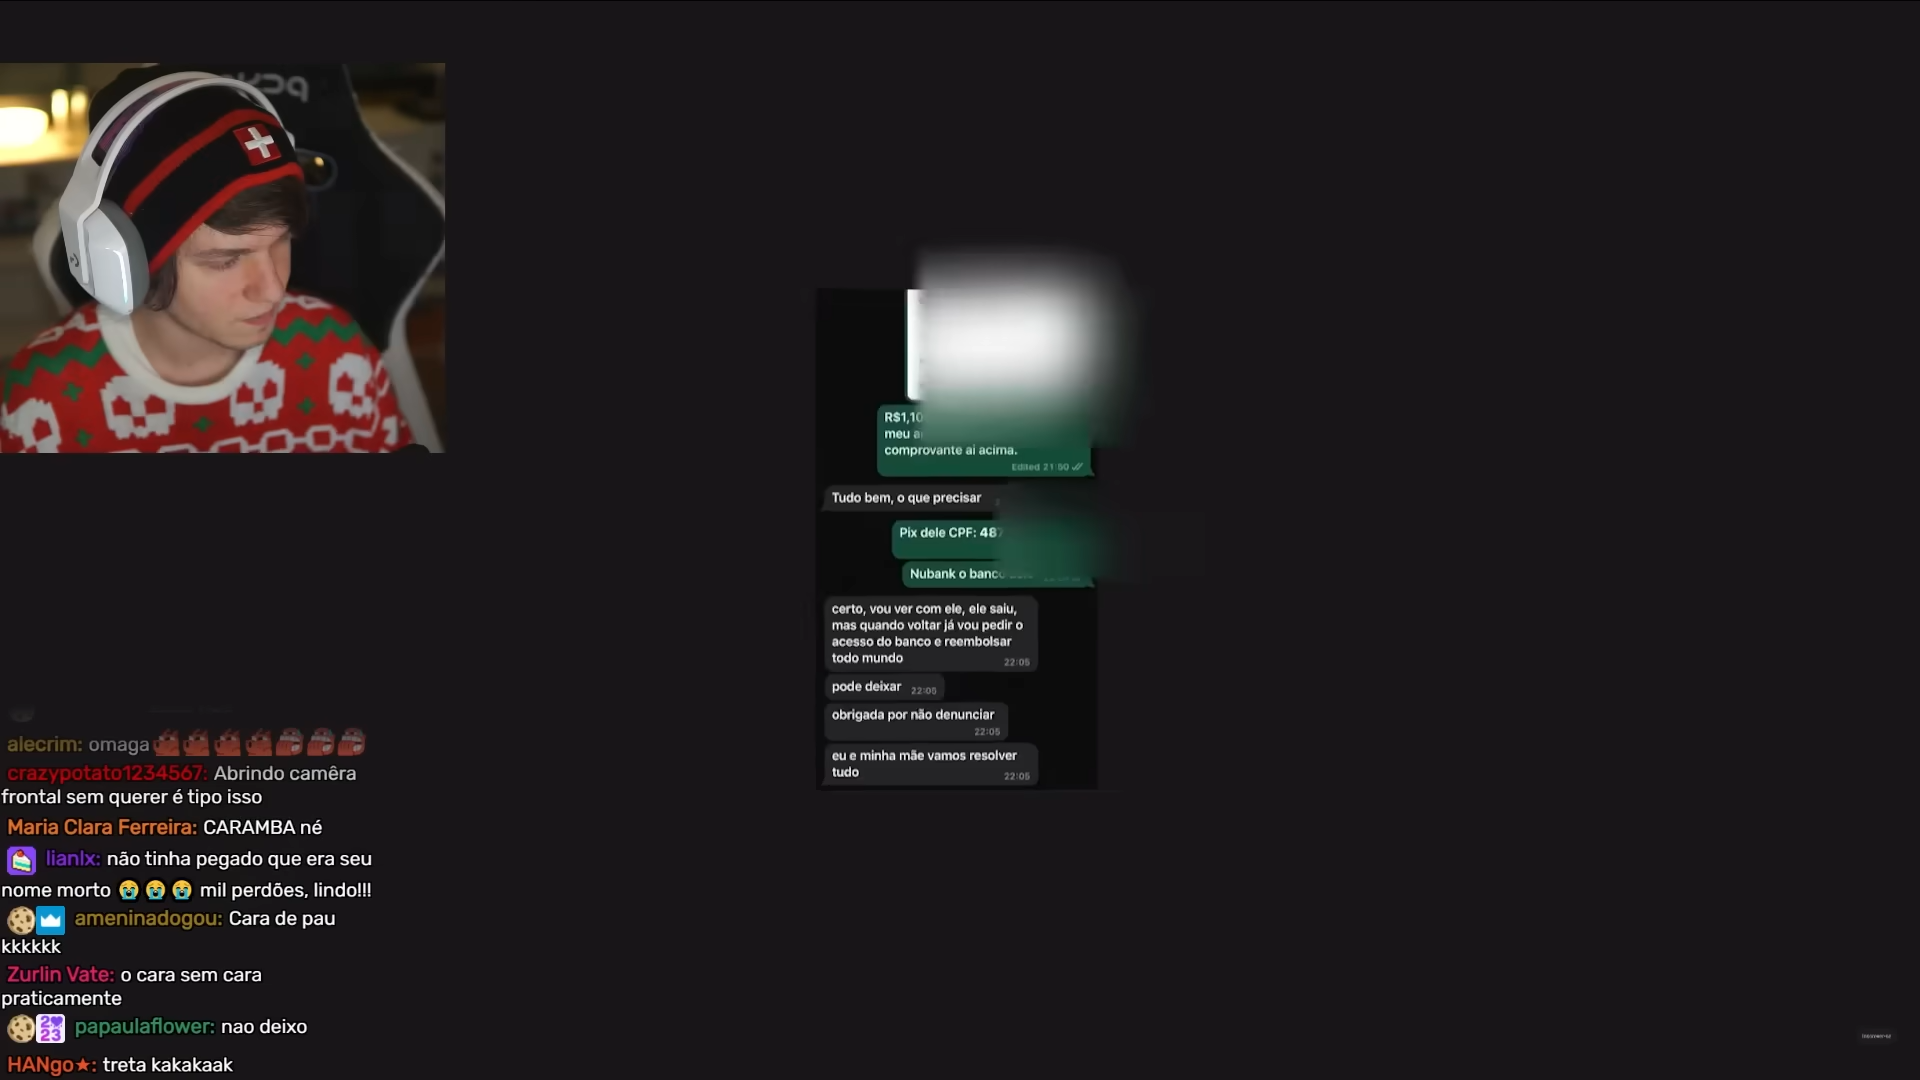 R$1,10
meu a
comprovante ai acima.
Edited 21:50
Tudo bem, o que precisar
Pix dele CPF: 487
Nubank o banco
certo, vou ver com ele, ele saiu,
mas quando voltar já vou pedir o
acesso do banco e reembolsar
todo mundo
22:05
pode deixar 22:05
obrigada por não denunciar
22:05
eu e minha mãe vamos resolver
tudo 22:05
alecrim: omaga
crazypotato1234567: Abrindo camêra
frontal sem querer é tipo isso
Maria Clara Ferreira: CARAMBA né
lianlx: não tinha pegado que era seu
nome morto 😭 😭 😭 mil perdões, lindo!!!
ameninadogou: Cara de pau
kkkkkk
Zurlin Vate: o cara sem cara
praticamente
papaulaflower: nao deixo
HANgo★: treta kakakaak